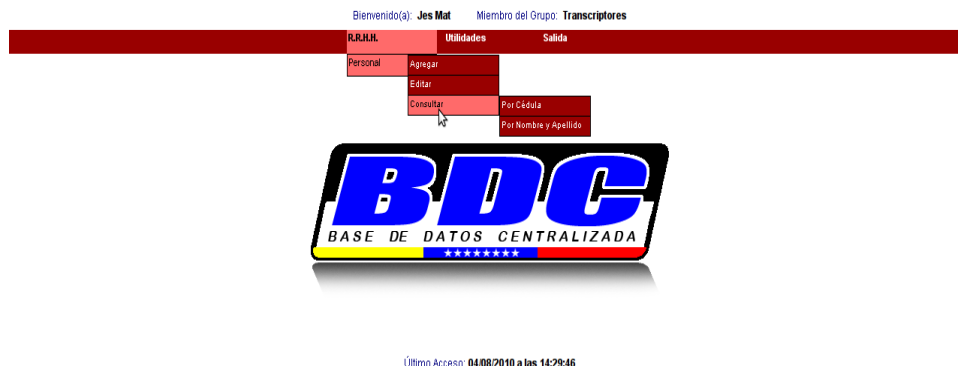 Bienvenido(a): Jes Mat Miembro del Grupo: Transcriptores
R.R.H.H. Utilidades Salida
Personal Agregar
Editar
Consultar Por Cédula
Por Nombre y Apellido
BDC
BASE DE DATOS CENTRALIZADA
Último Acceso: 04/08/2010 a las 14:29:46